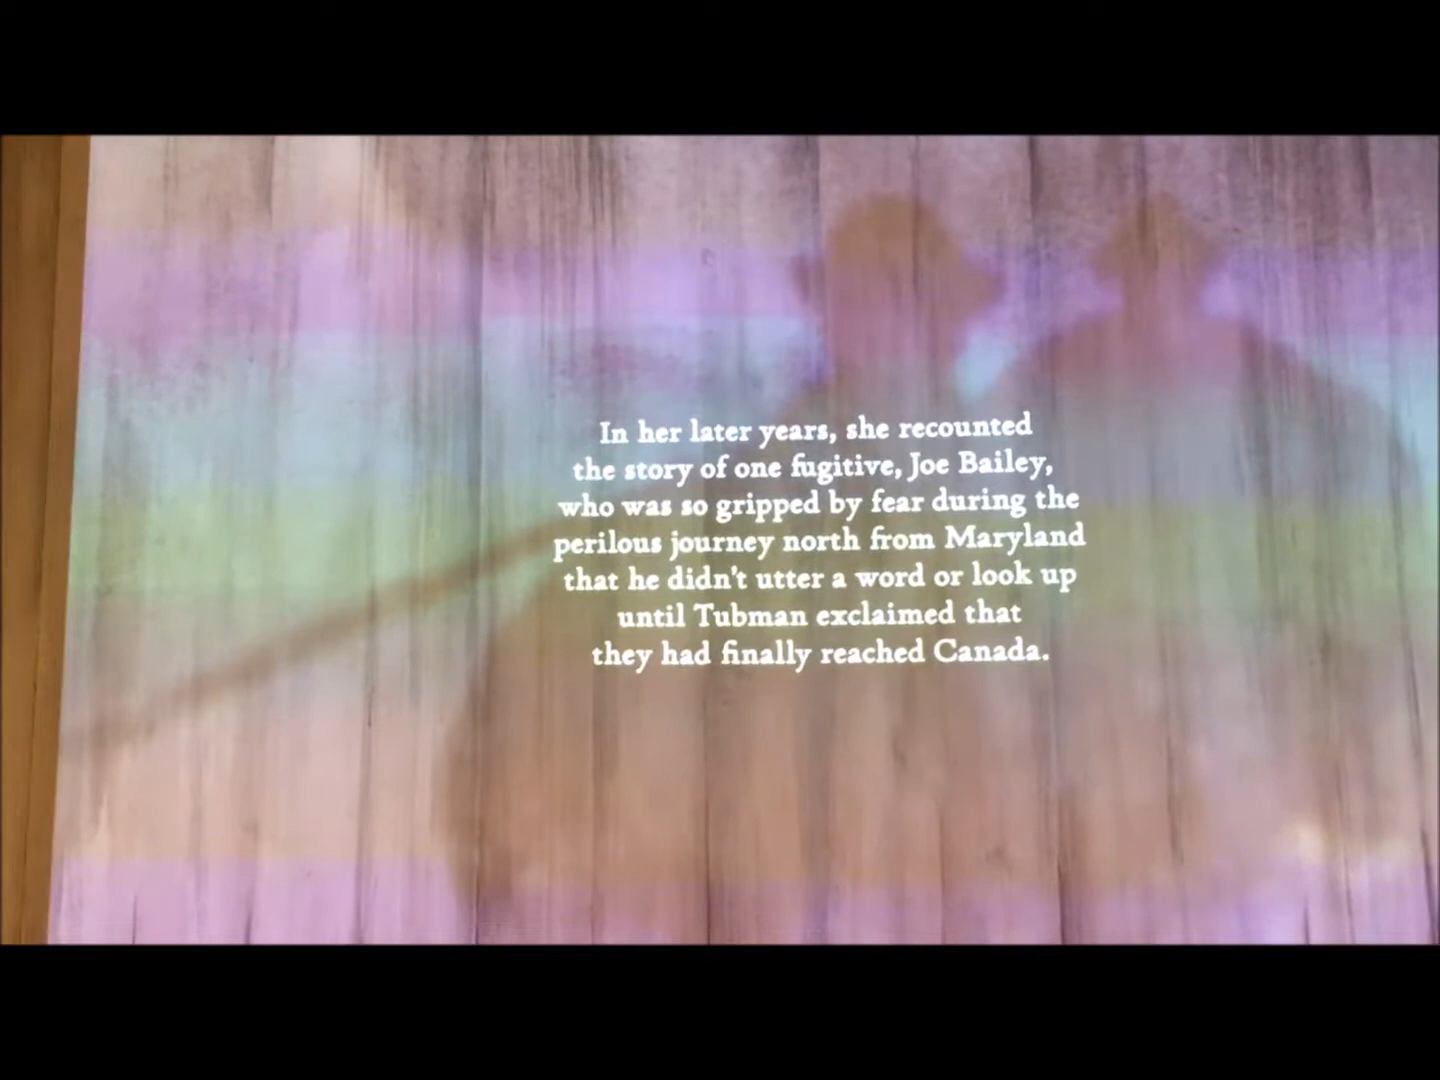 In her later years, she recounted
the story of one fugitive, Joe Bailey,
who was so gripped by fear during the
perilous journey north from Maryland
that he didn't utter a word or look up
until Tubman exclaimed that
they had finally reached Canada.